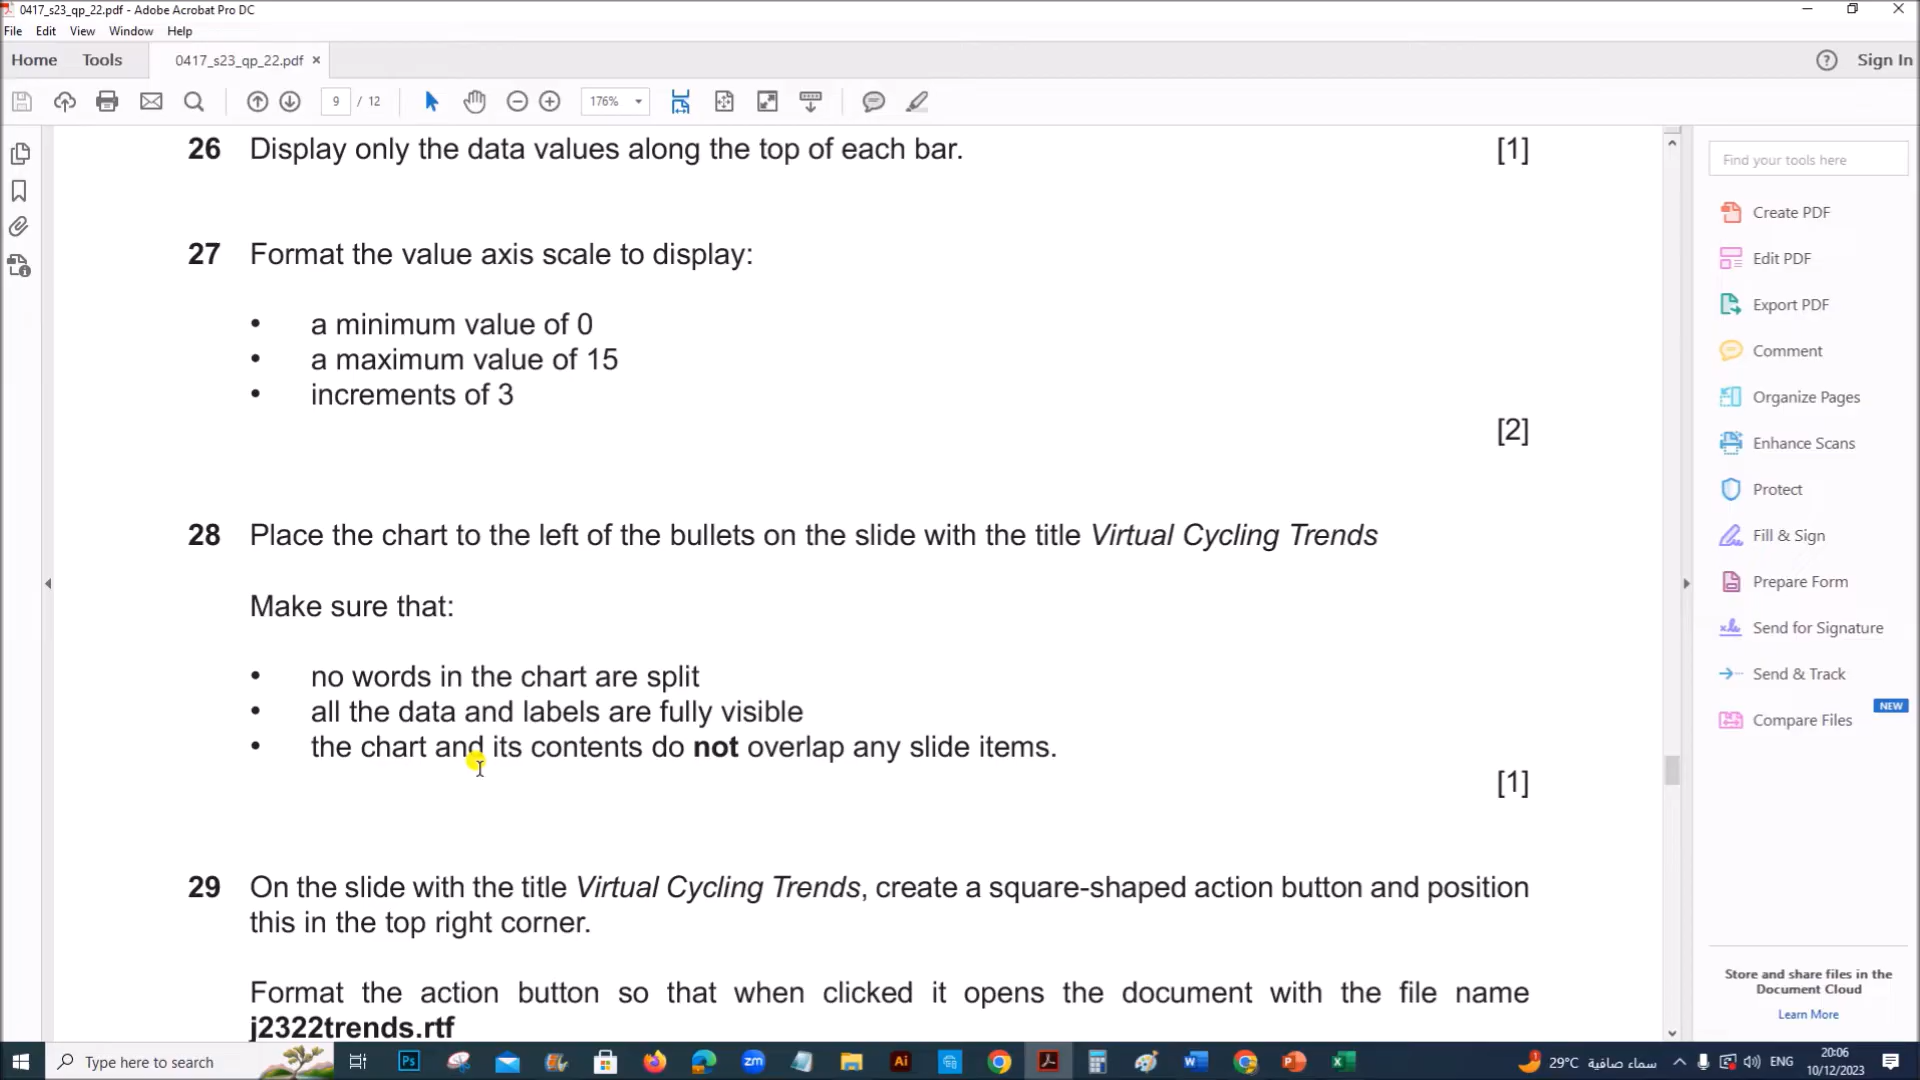 0417_s23_qp_22.pdf - Adobe Acrobat Pro DC
File Edit View Window Help
Home Tools 0417_s23_qp_22.pdf × Sign In
9 / 12 176%
26 Display only the data values along the top of each bar. [1]
27 Format the value axis scale to display:
• a minimum value of 0
• a maximum value of 15
• increments of 3
[2]
28 Place the chart to the left of the bullets on the slide with the title Virtual Cycling Trends
Make sure that:
• no words in the chart are split
• all the data and labels are fully visible
• the chart and its contents do not overlap any slide items.
[1]
29 On the slide with the title Virtual Cycling Trends, create a square-shaped action button and position
this in the top right corner.
Format the action button so that when clicked it opens the document with the file name
j2322trends.rtf
Find your tools here
Create PDF
Edit PDF
Export PDF
Comment
Organize Pages
Enhance Scans
Protect
Fill & Sign
Prepare Form
Send for Signature
Send & Track
NEW
Compare Files
Store and share files in the
Document Cloud
Learn More
Type here to search
Ps
zm
Ai
29°C سماء صافية
ENG
20:06
10/12/2023